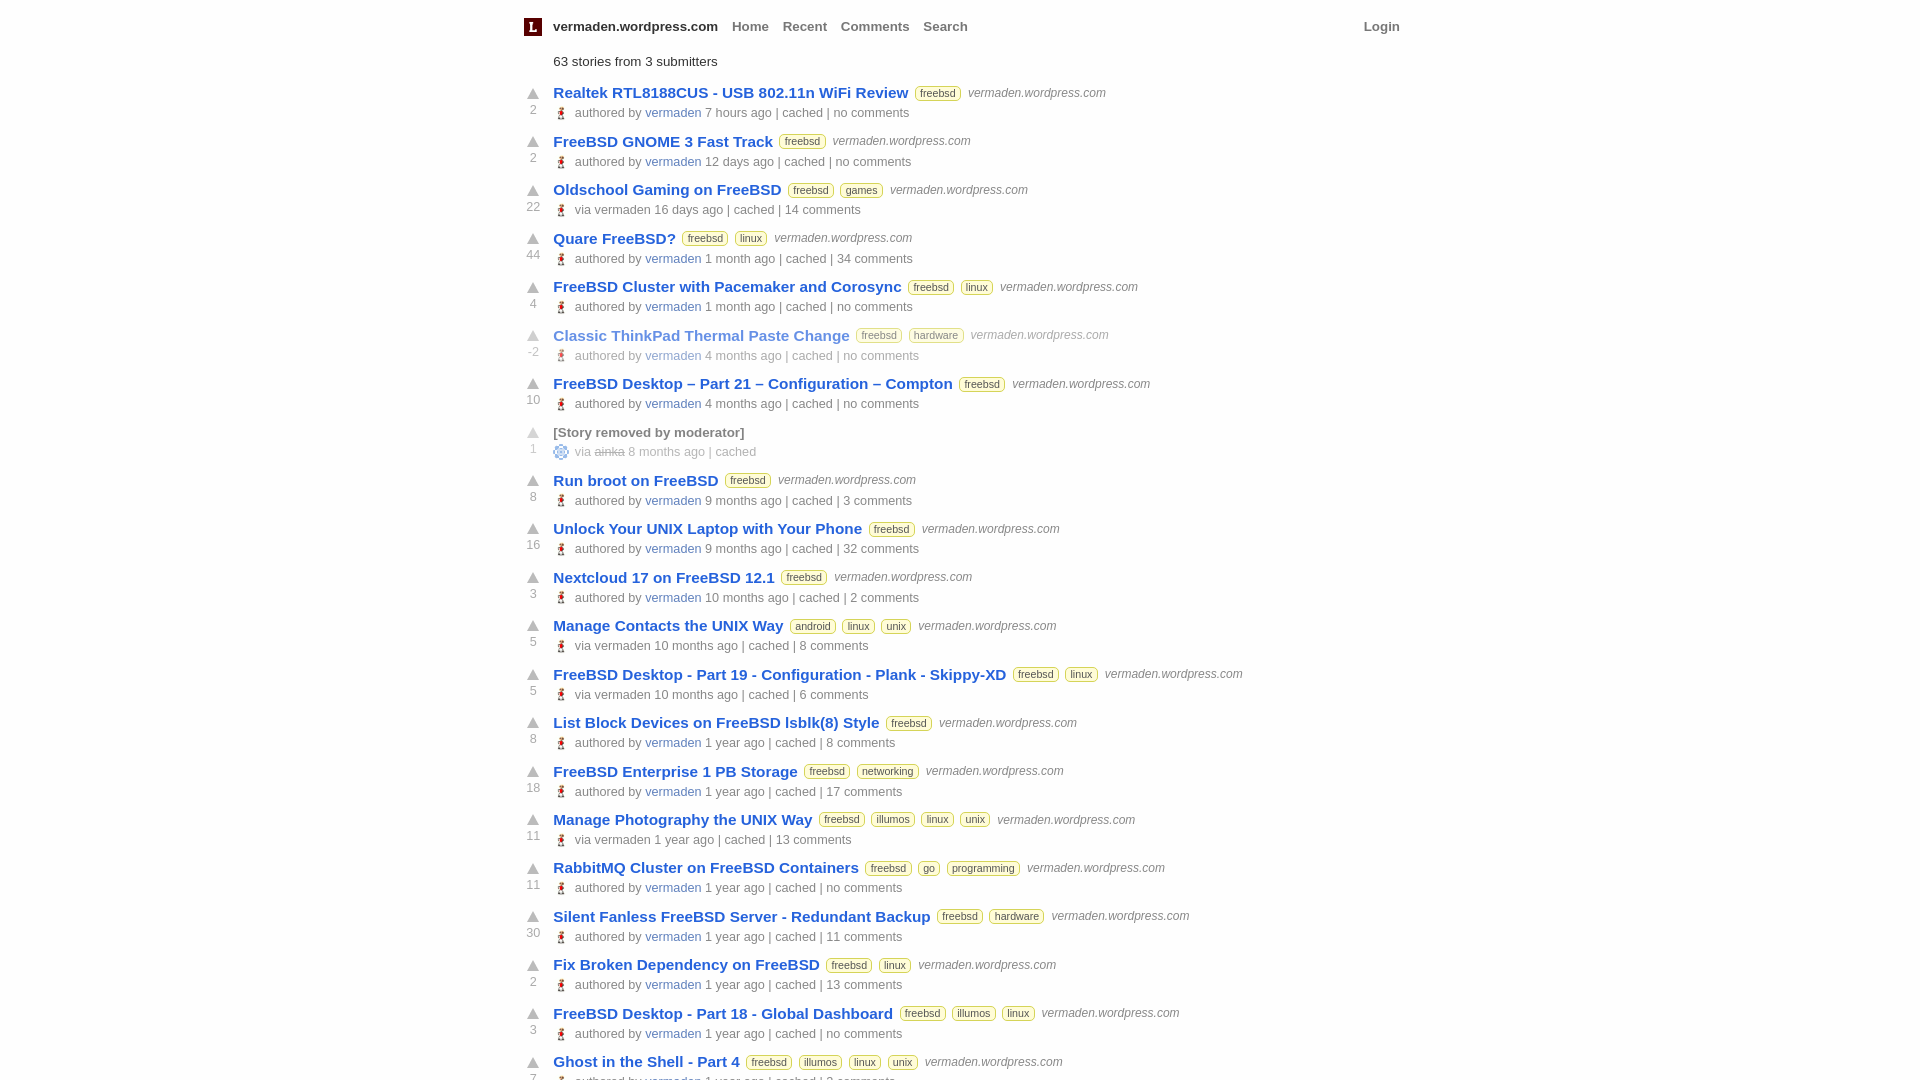 L vermaden.wordpress.com Home Recent Comments Search Login
63 stories from 3 submitters
Realtek RTL8188CUS - USB 802.11n WiFi Review freebsd vermaden.wordpress.com
2 authored by vermaden 7 hours ago | cached | no comments
FreeBSD GNOME 3 Fast Track freebsd vermaden.wordpress.com
2 authored by vermaden 12 days ago | cached | no comments
Oldschool Gaming on FreeBSD freebsd games vermaden.wordpress.com
22 via vermaden 16 days ago | cached | 14 comments
Quare FreeBSD? freebsd linux vermaden.wordpress.com
44 authored by vermaden 1 month ago | cached | 34 comments
FreeBSD Cluster with Pacemaker and Corosync freebsd linux vermaden.wordpress.com
4 authored by vermaden 1 month ago | cached | no comments
Classic ThinkPad Thermal Paste Change freebsd hardware vermaden.wordpress.com
-2 authored by vermaden 4 months ago | cached | no comments
FreeBSD Desktop – Part 21 – Configuration – Compton freebsd vermaden.wordpress.com
10 authored by vermaden 4 months ago | cached | no comments
[Story removed by moderator]
1 via ainka 8 months ago | cached
Run broot on FreeBSD freebsd vermaden.wordpress.com
8 authored by vermaden 9 months ago | cached | 3 comments
Unlock Your UNIX Laptop with Your Phone freebsd vermaden.wordpress.com
16 authored by vermaden 9 months ago | cached | 32 comments
Nextcloud 17 on FreeBSD 12.1 freebsd vermaden.wordpress.com
3 authored by vermaden 10 months ago | cached | 2 comments
Manage Contacts the UNIX Way android linux unix vermaden.wordpress.com
5 via vermaden 10 months ago | cached | 8 comments
FreeBSD Desktop - Part 19 - Configuration - Plank - Skippy-XD freebsd linux vermaden.wordpress.com
5 via vermaden 10 months ago | cached | 6 comments
List Block Devices on FreeBSD lsblk(8) Style freebsd vermaden.wordpress.com
8 authored by vermaden 1 year ago | cached | 8 comments
FreeBSD Enterprise 1 PB Storage freebsd networking vermaden.wordpress.com
18 authored by vermaden 1 year ago | cached | 17 comments
Manage Photography the UNIX Way freebsd illumos linux unix vermaden.wordpress.com
11 via vermaden 1 year ago | cached | 13 comments
RabbitMQ Cluster on FreeBSD Containers freebsd go programming vermaden.wordpress.com
11 authored by vermaden 1 year ago | cached | no comments
Silent Fanless FreeBSD Server - Redundant Backup freebsd hardware vermaden.wordpress.com
30 authored by vermaden 1 year ago | cached | 11 comments
Fix Broken Dependency on FreeBSD freebsd linux vermaden.wordpress.com
2 authored by vermaden 1 year ago | cached | 13 comments
FreeBSD Desktop - Part 18 - Global Dashboard freebsd illumos linux vermaden.wordpress.com
3 authored by vermaden 1 year ago | cached | no comments
Ghost in the Shell - Part 4 freebsd illumos linux unix vermaden.wordpress.com
7 authored by vermaden 1 year ago | cached